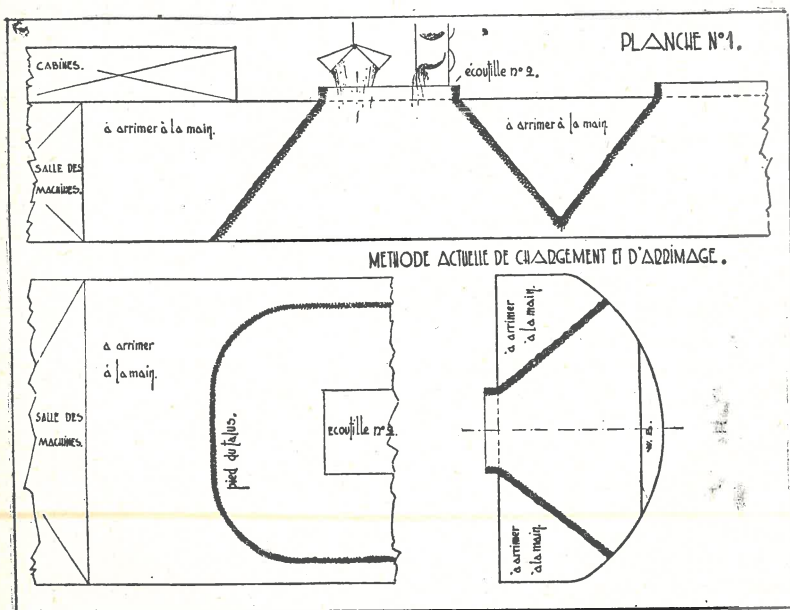 PLANCHE N°1.
CABINES.
écoutille n° 2.
à arrimer à la main.
à arrimer à la main
SALLE DES
MACHINES.
METHODE ACTUELLE DE CHARGEMENT ET D'ARRIMAGE.
a arrimer
à la main.
à arrimer
à la main.
SALLE DES
MACHINES.
pied du talus.
ECOUTILLE n° 2
W.B.
à arrimer
à la main.